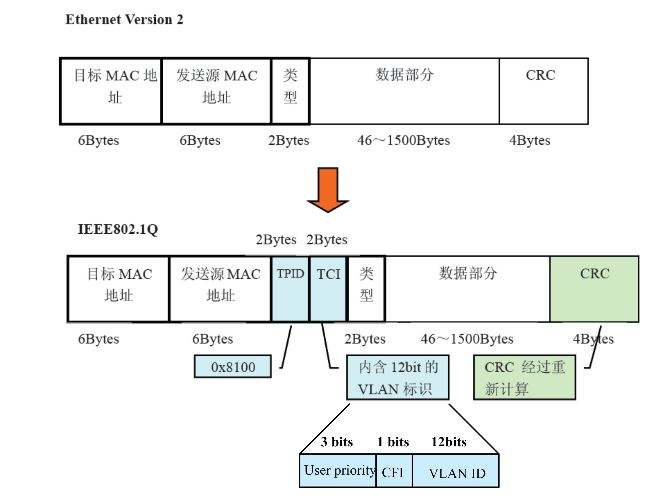 Ethernet Version 2
目标 MAC 地
址
发送源 MAC
地址
类
型
数据部分
CRC
6Bytes
6Bytes
2Bytes
46～1500Bytes
4Bytes
IEEE802.1Q
2Bytes
2Bytes
目标 MAC
地址
发送源 MAC
地址
TPID
TCI
类
型
数据部分
CRC
6Bytes
6Bytes
2Bytes
46～1500Bytes
4Bytes
0x8100
内含 12bit 的
VLAN 标识
CRC 经过重
新计算
3 bits
1 bits
12bits
User priority
CFI
VLAN ID